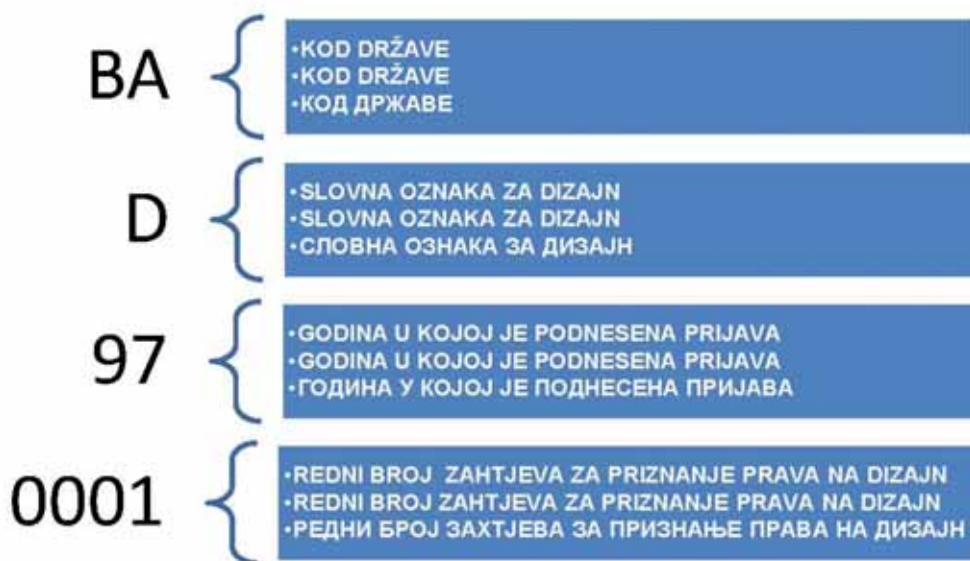 BA
•KOD DRŽAVE
•KOD DRŽAVE
•КОД ДРЖАВЕ
D
•SLOVNA OZNAKA ZA DIZAJN
•SLOVNA OZNAKA ZA DIZAJN
•СЛОВНА ОЗНАКА ЗА ДИЗАЈН
97
•GODINA U KOJOJ JE PODNESENA PRIJAVA
•GODINA U KOJOJ JE PODNESENA PRIJAVA
•ГОДИНА У КОЈОЈ ЈЕ ПОДНЕСЕНА ПРИЈАВА
0001
•REDNI BROJ ZAHTJEVA ZA PRIZNANJE PRAVA NA DIZAJN
•REDNI BROJ ZAHTJEVA ZA PRIZNANJE PRAVA NA DIZAJN
•РЕДНИ БРОЈ ЗАХТЈЕВА ЗА ПРИЗНАЊЕ ПРАВА НА ДИЗАЈН